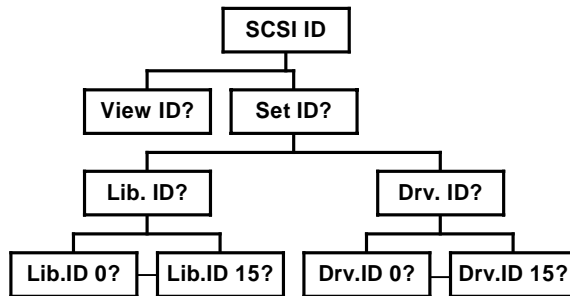 SCSI ID
View ID? Set ID?
Lib. ID? Drv. ID?
Lib.ID 0? Lib.ID 15? Drv.ID 0? Drv.ID 15?